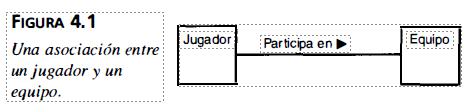 FIGURA 4.1
Una asociación entre
un jugador y un
equipo.
Jugador
Participa en ▶
Equipo